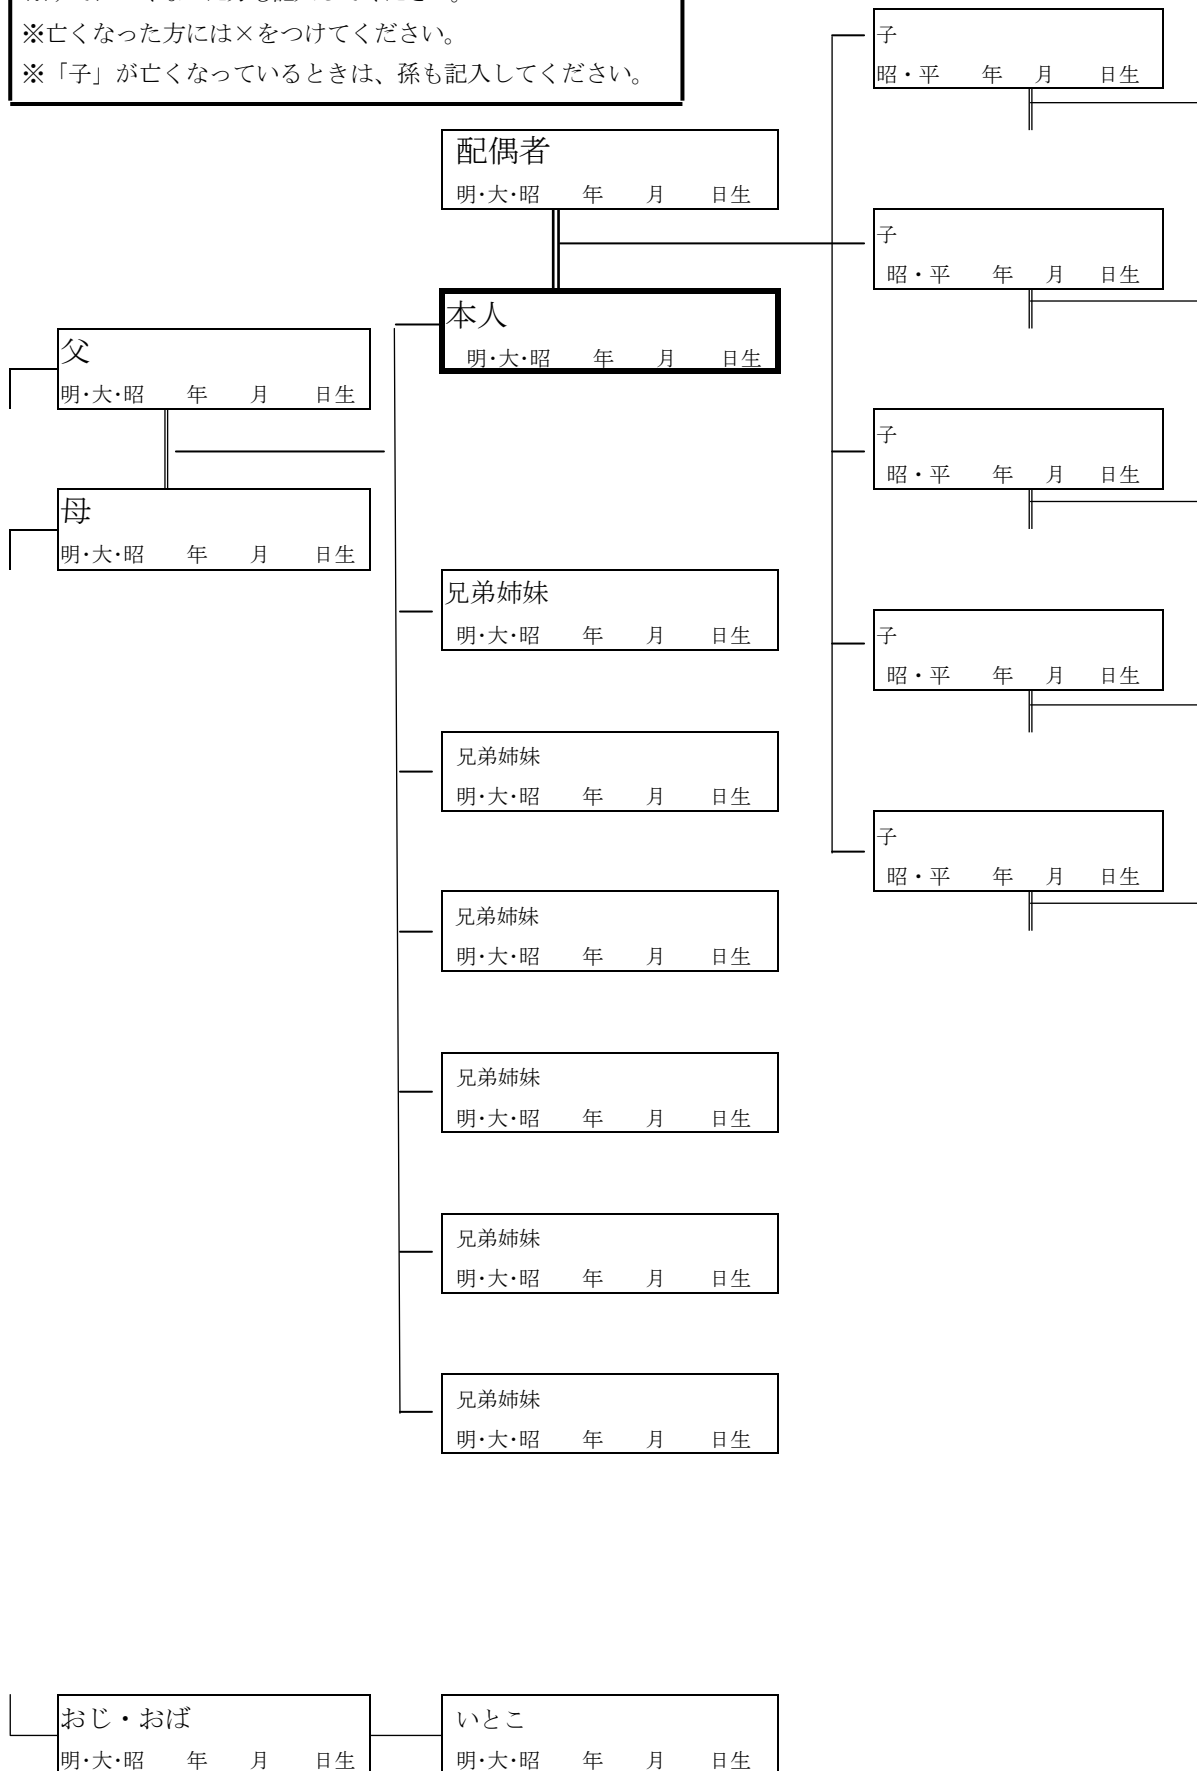 ※亡くなった方には×をつけてください。
※「子」が亡くなっているときは、孫も記入してください。
子
昭・平 年 月 日生
配偶者
明・大・昭 年 月 日生
子
昭・平 年 月 日生
本人
明・大・昭 年 月 日生
父
明・大・昭 年 月 日生
子
昭・平 年 月 日生
母
明・大・昭 年 月 日生
兄弟姉妹
明・大・昭 年 月 日生
子
昭・平 年 月 日生
兄弟姉妹
明・大・昭 年 月 日生
子
昭・平 年 月 日生
兄弟姉妹
明・大・昭 年 月 日生
兄弟姉妹
明・大・昭 年 月 日生
兄弟姉妹
明・大・昭 年 月 日生
兄弟姉妹
明・大・昭 年 月 日生
おじ・おば
明・大・昭 年 月 日生
いとこ
明・大・昭 年 月 日生